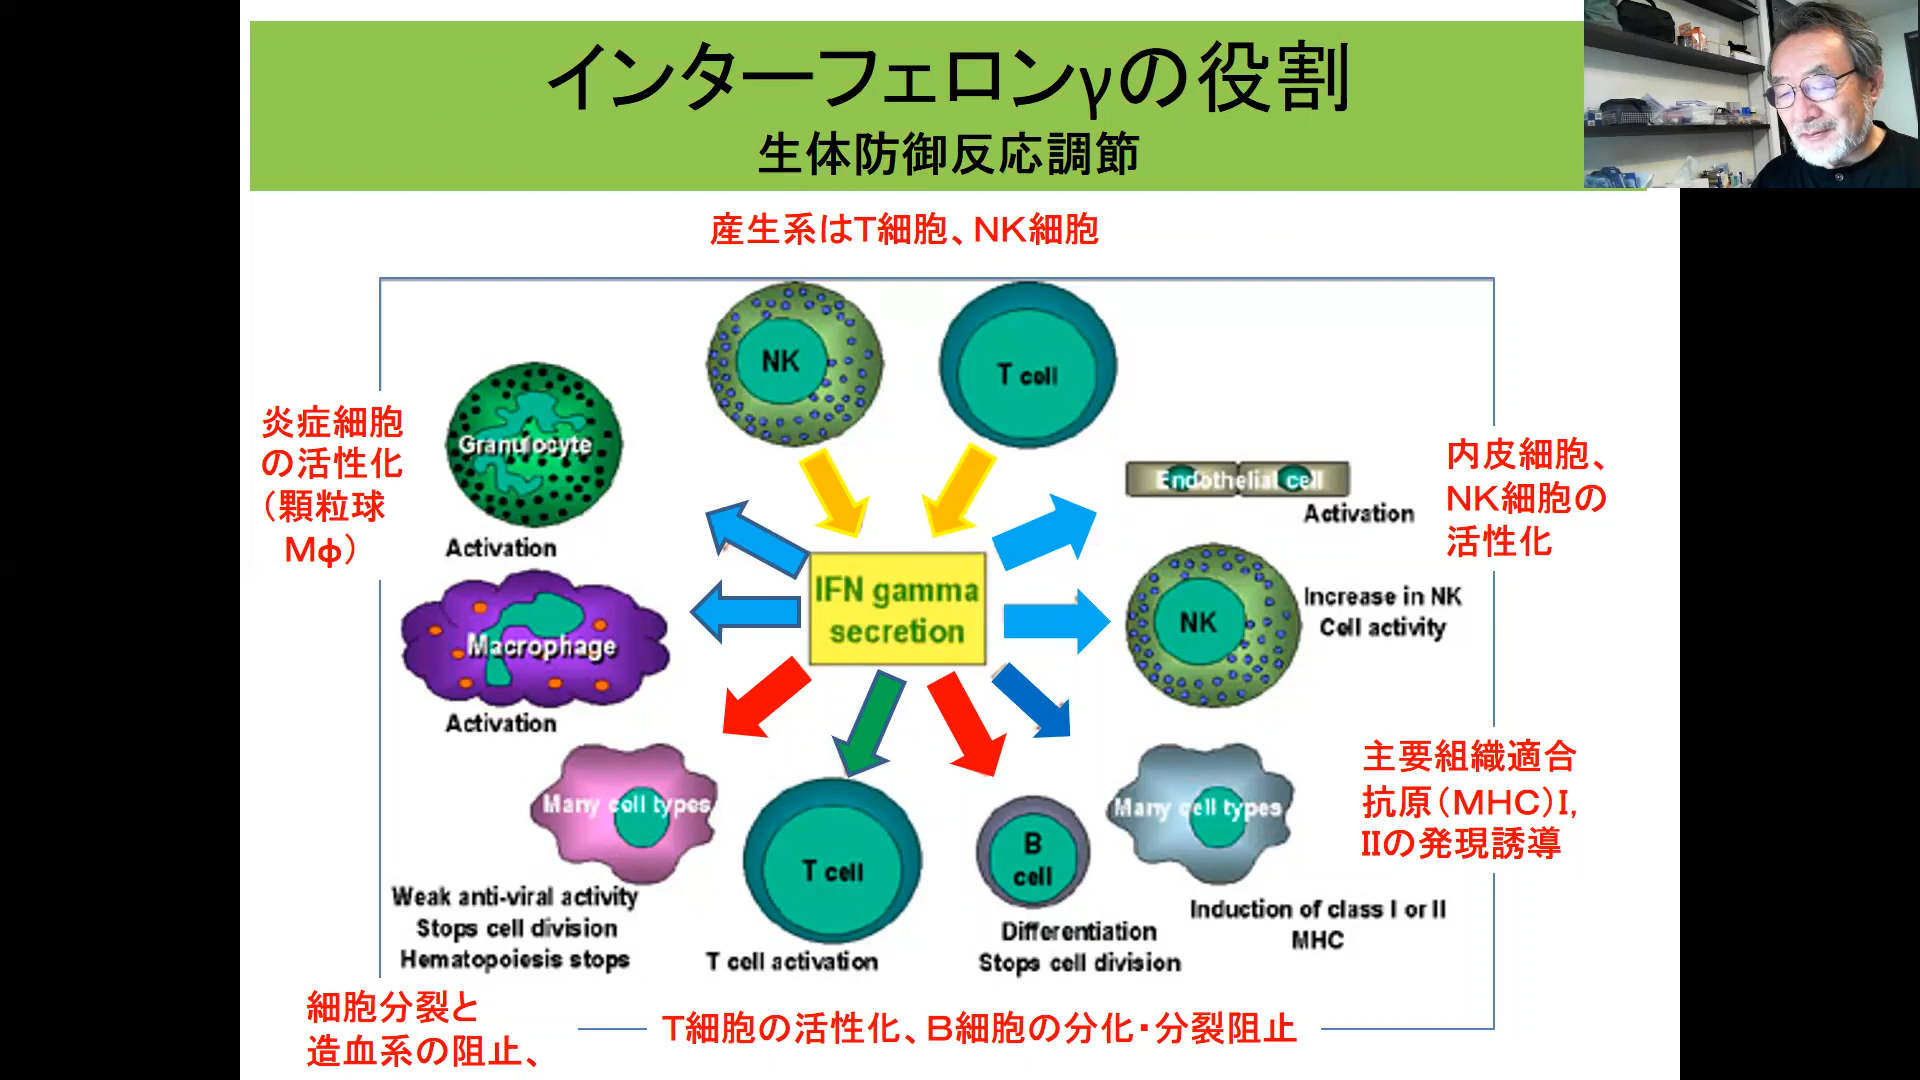 インターフェロンγの役割
生体防御反応調節
産生系はT細胞、NK細胞
NK
T cell
Granulocyte
Activation
炎症細胞
の活性化
（顆粒球
Mφ）
Endothelial cell
Activation
内皮細胞、
NK細胞の
活性化
IFN gamma
secretion
Macrophage
Activation
NK
Increase in NK
Cell activity
Many cell types
Weak anti-viral activity
Stops cell division
Hematopoiesis stops
T cell
T cell activation
B
cell
Differentiation
Stops cell division
Many cell types
Induction of class I or II
MHC
主要組織適合
抗原（MHC）I,
IIの発現誘導
細胞分裂と
造血系の阻止、
T細胞の活性化、B細胞の分化・分裂阻止